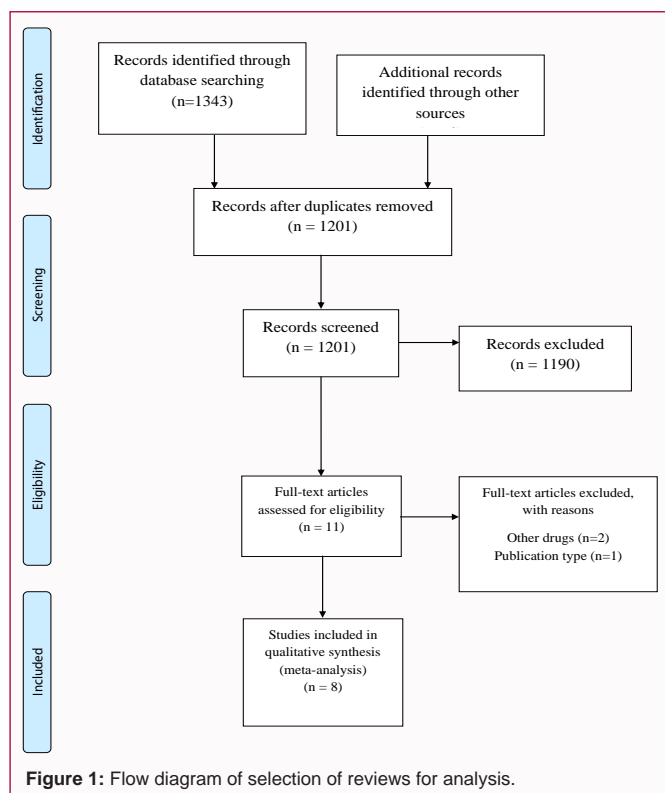 Identification
Records identified through
database searching
(n=1343)
Additional records
identified through other
sources
Records after duplicates removed
(n = 1201)
Screening
Records screened
(n = 1201)
Records excluded
(n = 1190)
Eligibility
Full-text articles
assessed for eligibility
(n = 11)
Full-text articles excluded,
with reasons
Other drugs (n=2)
Publication type (n=1)
Included
Studies included in
qualitative synthesis
(meta-analysis)
(n = 8)
Figure 1: Flow diagram of selection of reviews for analysis.